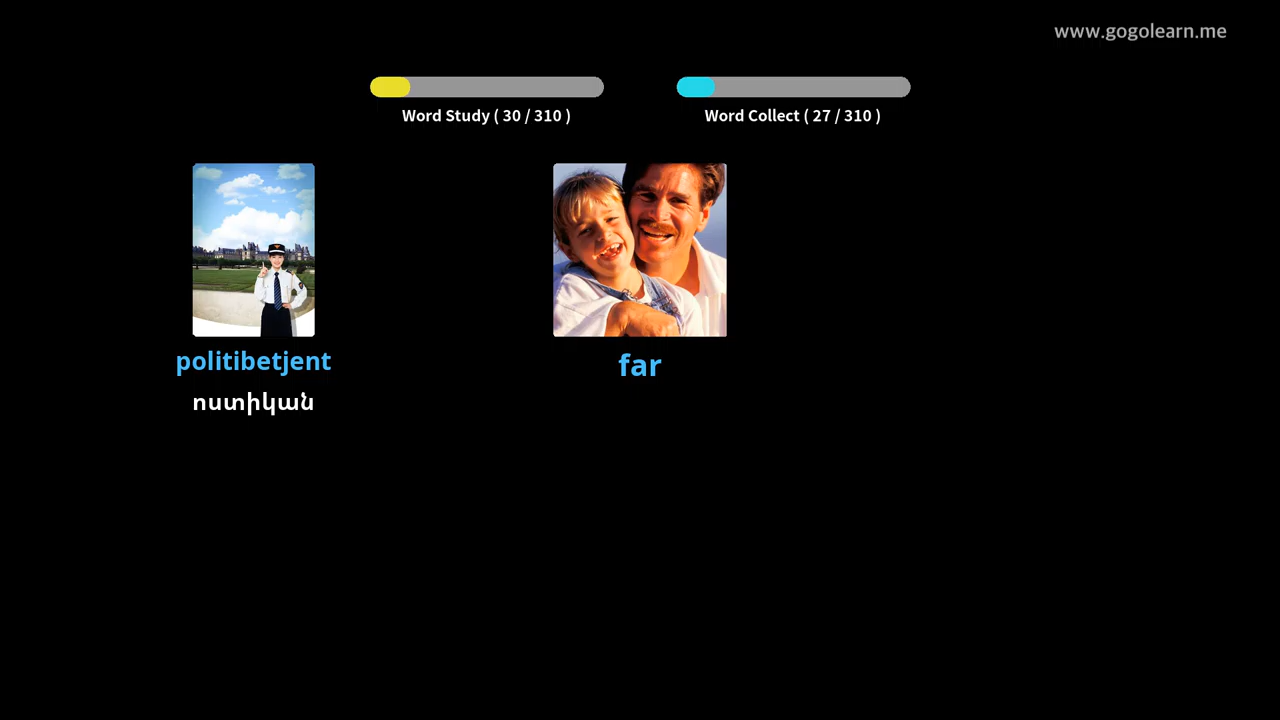 www.gogolearn.me
Word Study ( 30 / 310 )
Word Collect ( 27 / 310 )
politibetjent
ոստիկան
far